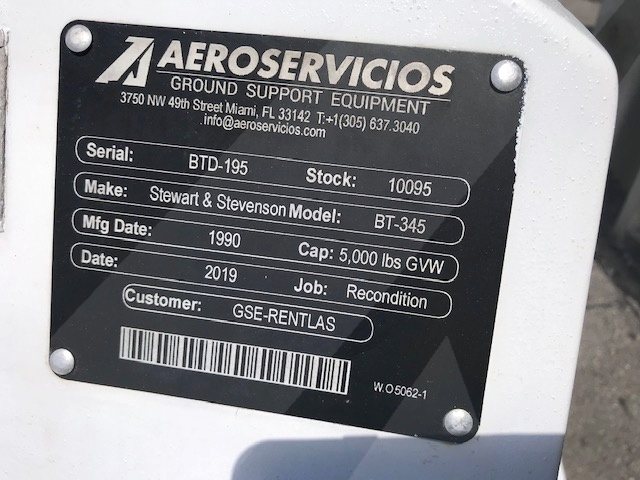 AEROSERVICIOS
GROUND SUPPORT EQUIPMENT
3750 NW 49th Street Miami, FL 33142 T:+1(305) 637.3040
info@aeroservicios.com
Serial: BTD-195 Stock: 10095
Make: Stewart & Stevenson Model: BT-345
Mfg Date: 1990 Cap: 5,000 lbs GVW
Date: 2019 Job: Recondition
Customer: GSE-RENTLAS
W.O5062-1